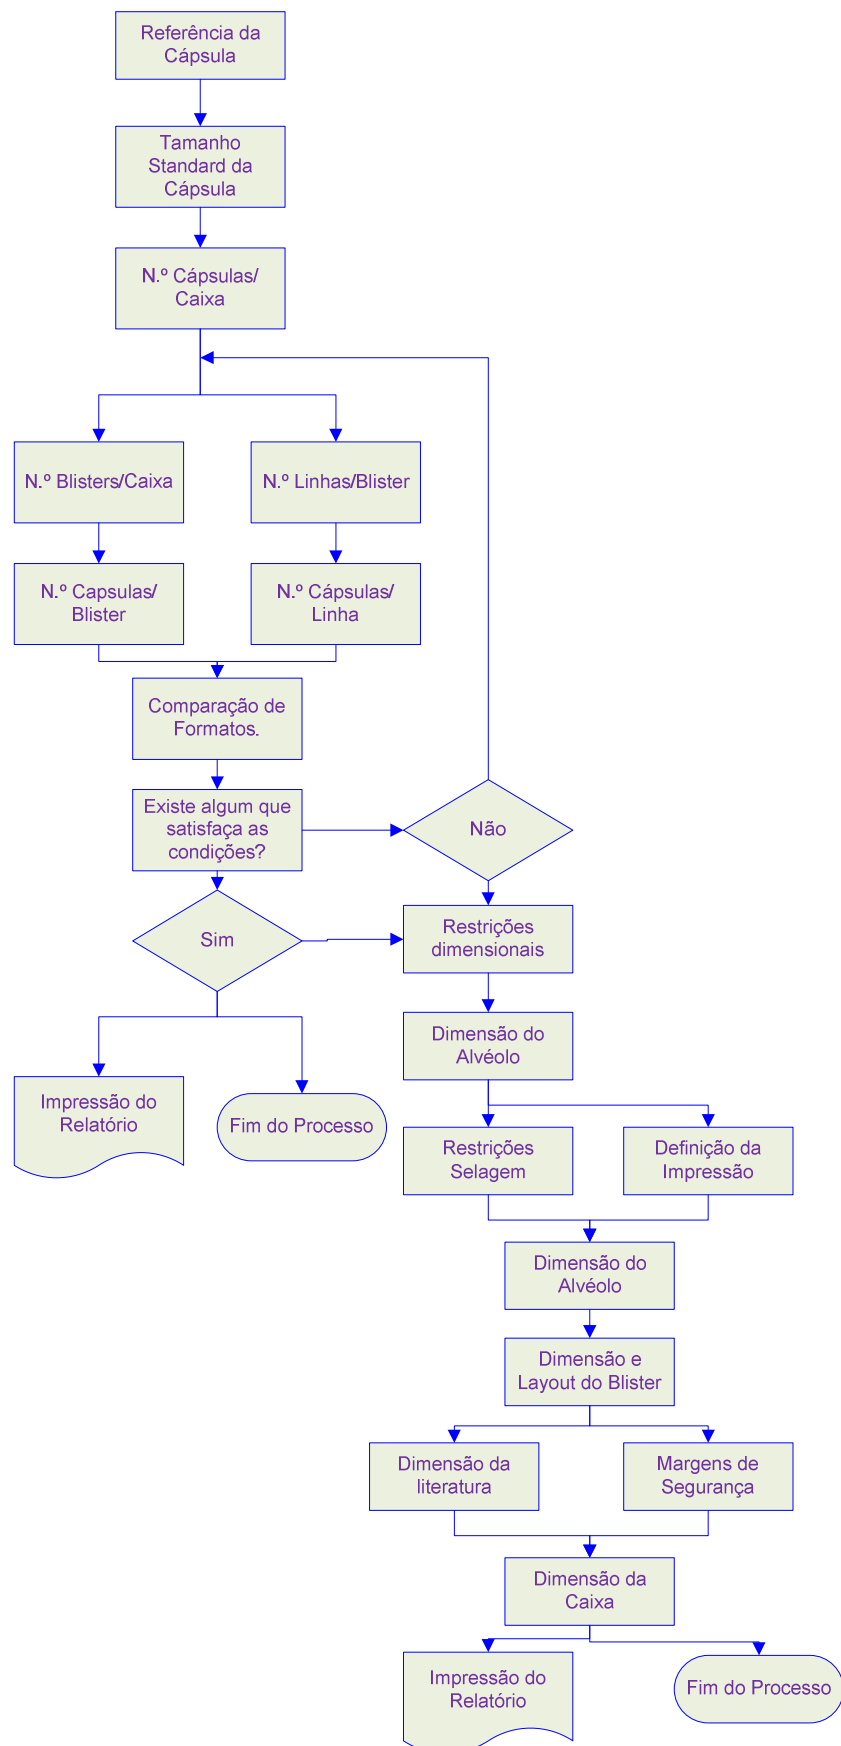 Referência da
Cápsula
Tamanho
Standard da
Cápsula
N.º Cápsulas/
Caixa
N.º Blisters/Caixa
N.º Linhas/Blister
N.º Capsulas/
Blister
N.º Cápsulas/
Linha
Comparação de
Formatos.
Existe algum que
satisfaça as
condições?
Não
Sim
Restrições
dimensionais
Dimensão do
Alvéolo
Impressão do
Relatório
Fim do Processo
Restrições
Selagem
Definição da
Impressão
Dimensão do
Alvéolo
Dimensão e
Layout do Blister
Dimensão da
literatura
Margens de
Segurança
Dimensão da
Caixa
Impressão do
Relatório
Fim do Processo